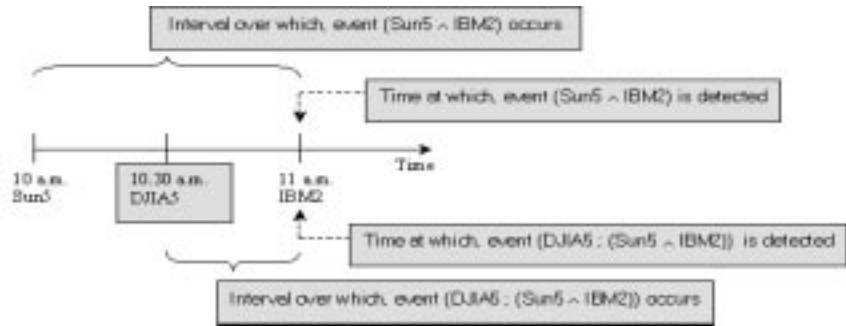 Interval over which, event (Sun5 ∧ IBM2) occurs
Time at which, event (Sun5 ∧ IBM2) is detected
Time
10 a.m.
Sun5
10.30 a.m.
DJIA5
11 a.m.
IBM2
Time at which, event (DJIA5 ; (Sun5 ∧ IBM2)) is detected
Interval over which, event (DJIA5 ; (Sun5 ∧ IBM2)) occurs